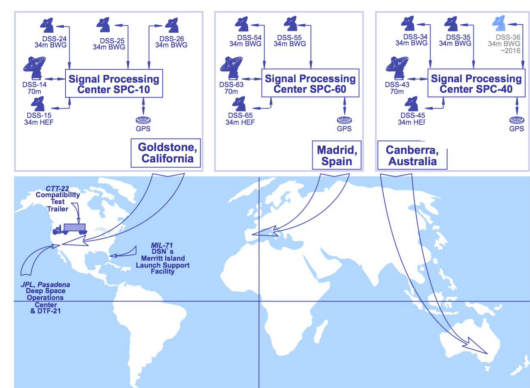 DSS-24
34m BWG
DSS-25
34m BWG
DSS-26
34m BWG
DSS-14
70m
Signal Processing
Center SPC-10
DSS-15
34m HEF
GPS
Goldstone,
California
DSS-54
34m BWG
DSS-55
34m BWG
DSS-63
70m
Signal Processing
Center SPC-60
DSS-65
34m HEF
GPS
Madrid,
Spain
DSS-34
34m BWG
DSS-35
34m BWG
DSS-36
34m BWG
~2016
DSS-43
70m
Signal Processing
Center SPC-40
DSS-45
34m HEF
GPS
Canberra,
Australia
CTT-22
Compatibility
Test
Trailer
MIL-71
DSN`s
Merritt Island
Launch Support
Facility
JPL, Pasadena
Deep Space
Operations
Center
& DTF-21